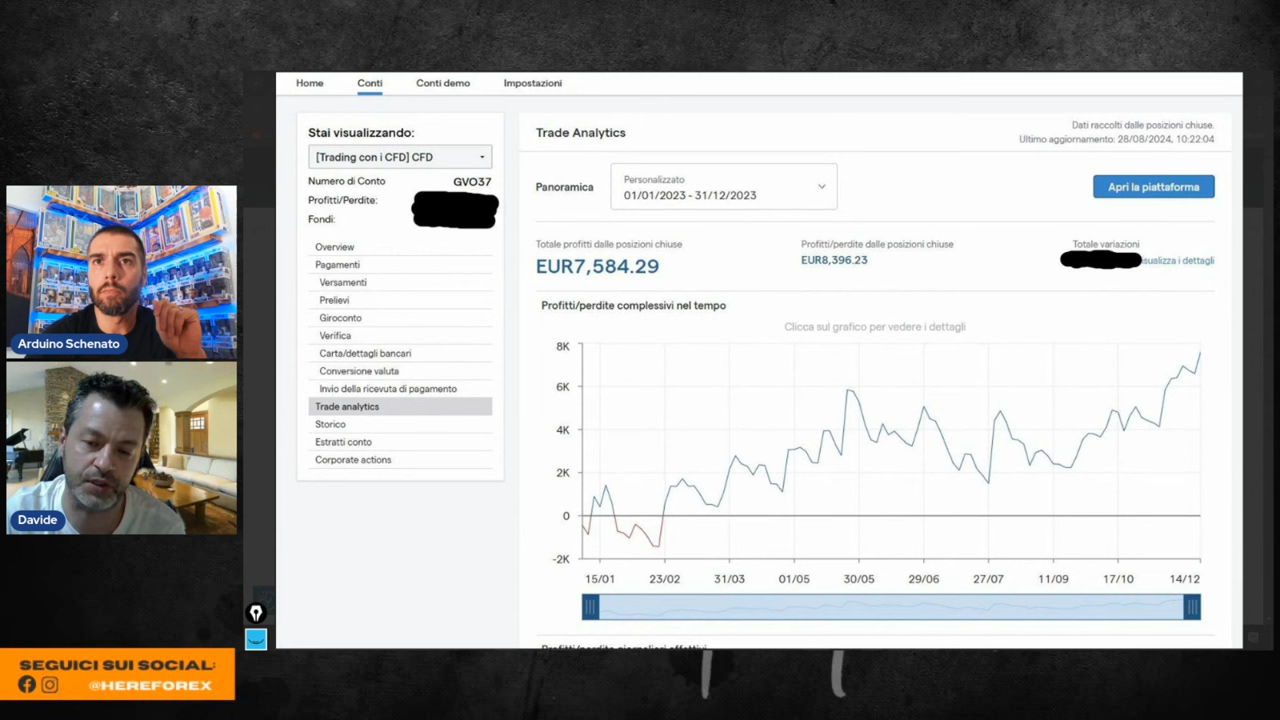 Home Conti Conti demo Impostazioni
Stai visualizzando:
[Trading con i CFD] CFD
Numero di Conto GVO37
Profitti/Perdite:
Fondi:
Overview
Pagamenti
Versamenti
Prelievi
Giroconto
Verifica
Carta/dettagli bancari
Conversione valuta
Invio della ricevuta di pagamento
Trade analytics
Storico
Estratti conto
Corporate actions
Trade Analytics
Dati raccolti dalle posizioni chiuse.
Ultimo aggiornamento: 28/08/2024, 10:22:04
Panoramica
Personalizzato
01/01/2023 - 31/12/2023
Apri la piattaforma
Totale profitti dalle posizioni chiuse
EUR7,584.29
Profitti/perdite dalle posizioni chiuse
EUR8,396.23
Totale variazioni
sualizza i dettagli
Profitti/perdite complessivi nel tempo
Clicca sul grafico per vedere i dettagli
8K
6K
4K
2K
0
-2K
15/01 23/02 31/03 01/05 30/05 29/06 27/07 11/09 17/10 14/12
Arduino Schenato
Davide
SEGUICI SUI SOCIAL:
@HEREFOREX